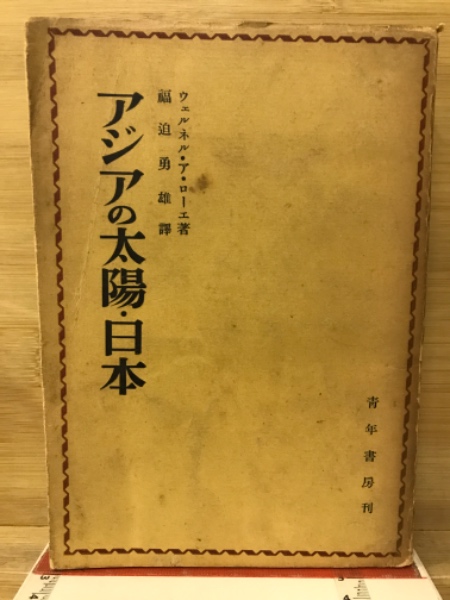 ウェルネル・ア・ローエ著
福迫勇雄譯
アジアの太陽・日本
青年書房刊